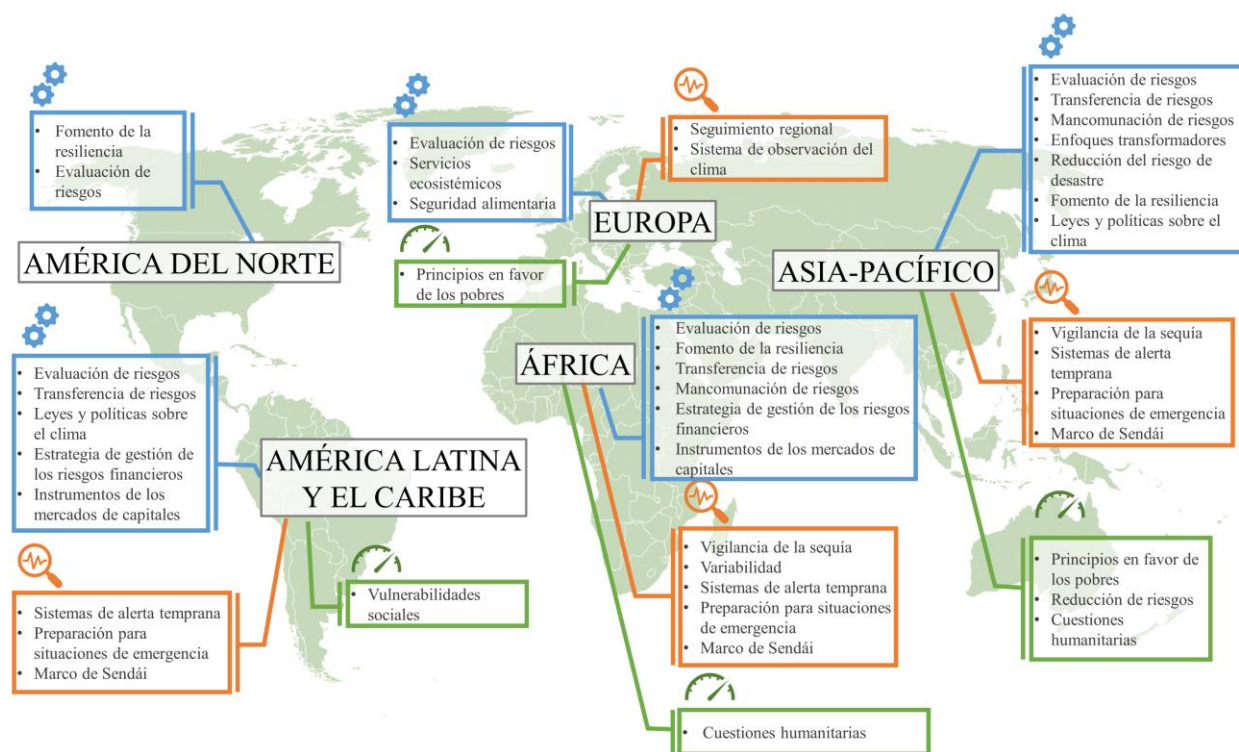 • Fomento de la
resiliencia
• Evaluación de
riesgos
AMÉRICA DEL NORTE
• Evaluación de riesgos
• Servicios
ecosistémicos
• Seguridad alimentaria
• Seguimiento regional
• Sistema de observación del
clima
EUROPA
• Principios en favor
de los pobres
• Evaluación de riesgos
• Transferencia de riesgos
• Mancomunación de riesgos
• Enfoques transformadores
• Reducción del riesgo de
desastre
• Fomento de la resiliencia
• Leyes y políticas sobre el
clima
ASIA-PACÍFICO
• Vigilancia de la sequía
• Sistemas de alerta
temprana
• Preparación para
situaciones de emergencia
• Marco de Sendái
• Principios en favor de
los pobres
• Reducción de riesgos
• Cuestiones
humanitarias
• Evaluación de riesgos
• Transferencia de riesgos
• Leyes y políticas sobre
el clima
• Estrategia de gestión de
los riesgos financieros
• Instrumentos de los
mercados de capitales
AMÉRICA LATINA
Y EL CARIBE
• Sistemas de alerta temprana
• Preparación para
situaciones de emergencia
• Marco de Sendái
• Vulnerabilidades
sociales
ÁFRICA
• Evaluación de riesgos
• Fomento de la resiliencia
• Transferencia de riesgos
• Mancomunación de riesgos
• Estrategia de gestión de los riesgos
financieros
• Instrumentos de los mercados de
capitales
• Vigilancia de la sequía
• Variabilidad
• Sistemas de alerta temprana
• Preparación para situaciones
de emergencia
• Marco de Sendái
• Cuestiones humanitarias